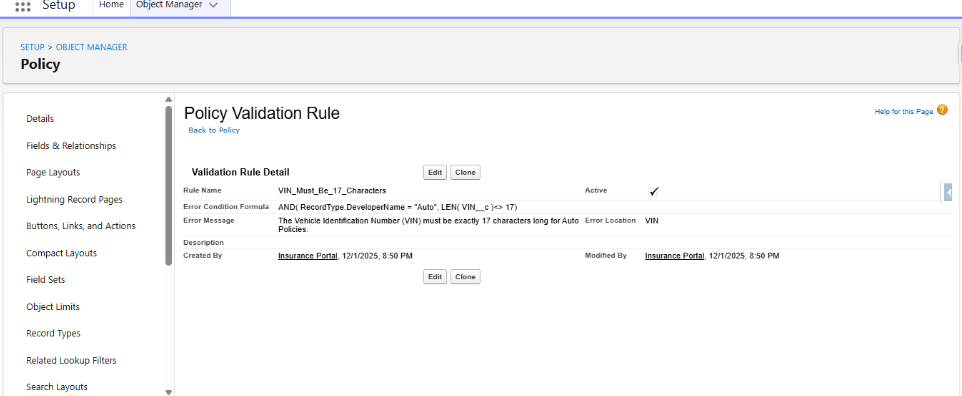 Setup Home Object Manager
SETUP > OBJECT MANAGER
Policy
Details
Fields & Relationships
Page Layouts
Lightning Record Pages
Buttons, Links, and Actions
Compact Layouts
Field Sets
Object Limits
Record Types
Related Lookup Filters
Search Layouts
Policy Validation Rule
Help for this Page ?
Back to Policy
Validation Rule Detail Edit Clone
Rule Name VIN_Must_Be_17_Characters Active ✓
Error Condition Formula AND( RecordType.DeveloperName = "Auto", LEN( VIN__c )<> 17)
Error Message The Vehicle Identification Number (VIN) must be exactly 17 characters long for Auto Error Location VIN
Policies.
Description
Created By Insurance Portal, 12/1/2025, 8:50 PM Modified By Insurance Portal, 12/1/2025, 8:50 PM
Edit Clone